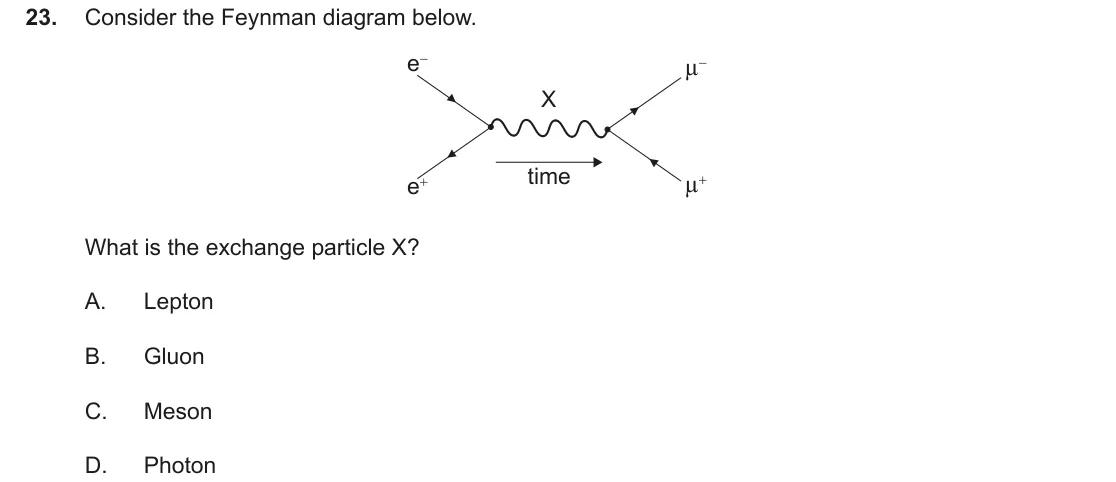 23. Consider the Feynman diagram below.
e⁻
μ⁻
X
time
e⁺
μ⁺
What is the exchange particle X?
A. Lepton
B. Gluon
C. Meson
D. Photon